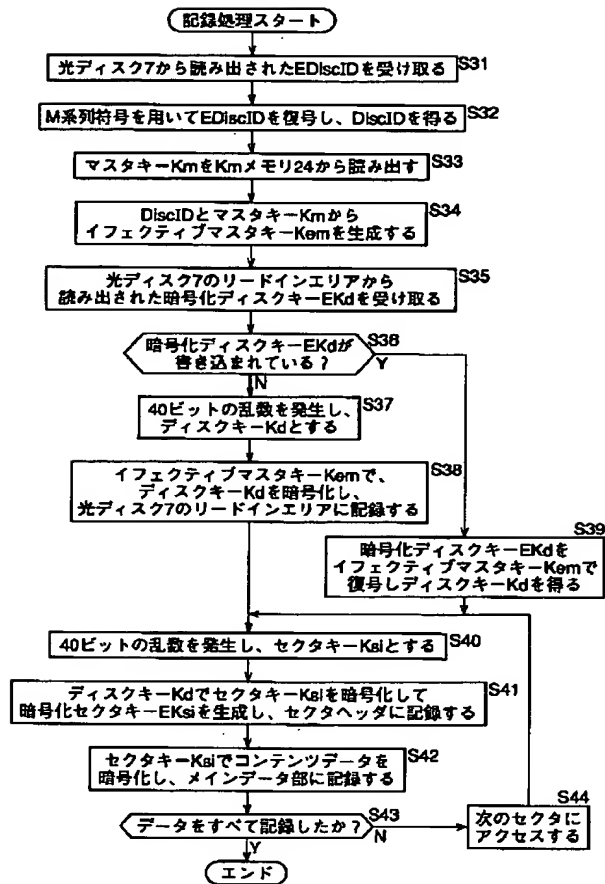 記録処理スタート
光ディスク7から読み出されたEDiscIDを受け取る
S31
M系列符号を用いてEDiscIDを復号し、DiscIDを得る
S32
マスタキーKmをKmメモリ24から読み出す
S33
DiscIDとマスタキーKmから
イフェクティブマスタキーKemを生成する
S34
光ディスク7のリードインエリアから
読み出された暗号化ディスクキーEKdを受け取る
S35
暗号化ディスクキーEKdが
書き込まれている?
S36
Y
N
40ビットの乱数を発生し、
ディスクキーKdとする
S37
イフェクティブマスタキーKemで、
ディスクキーKdを暗号化し、
光ディスク7のリードインエリアに記録する
S38
暗号化ディスクキーEKdを
イフェクティブマスタキーKemで
復号しディスクキーKdを得る
S39
40ビットの乱数を発生し、セクタキーKsiとする
S40
ディスクキーKdでセクタキーKsiを暗号化して
暗号化セクタキーEKsiを生成し、セクタヘッダに記録する
S41
セクタキーKsiでコンテンツデータを
暗号化し、メインデータ部に記録する
S42
データをすべて記録したか?
S43
N
Y
次のセクタに
アクセスする
S44
エンド